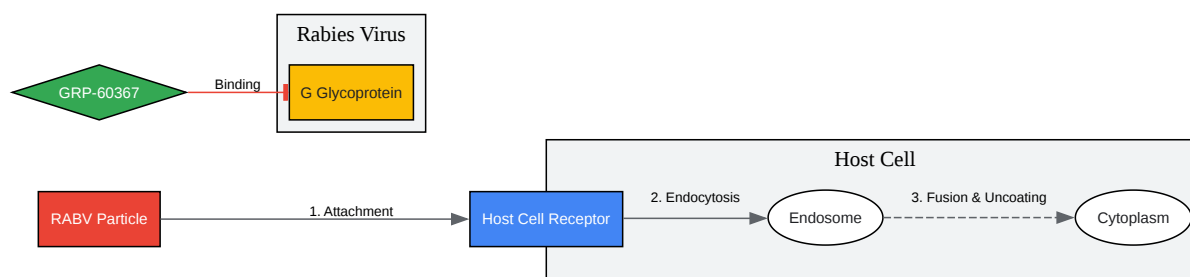 Rabies Virus
GRP-60367
Binding
G Glycoprotein
Host Cell
RABV Particle
1. Attachment
Host Cell Receptor
2. Endocytosis
Endosome
3. Fusion & Uncoating
Cytoplasm